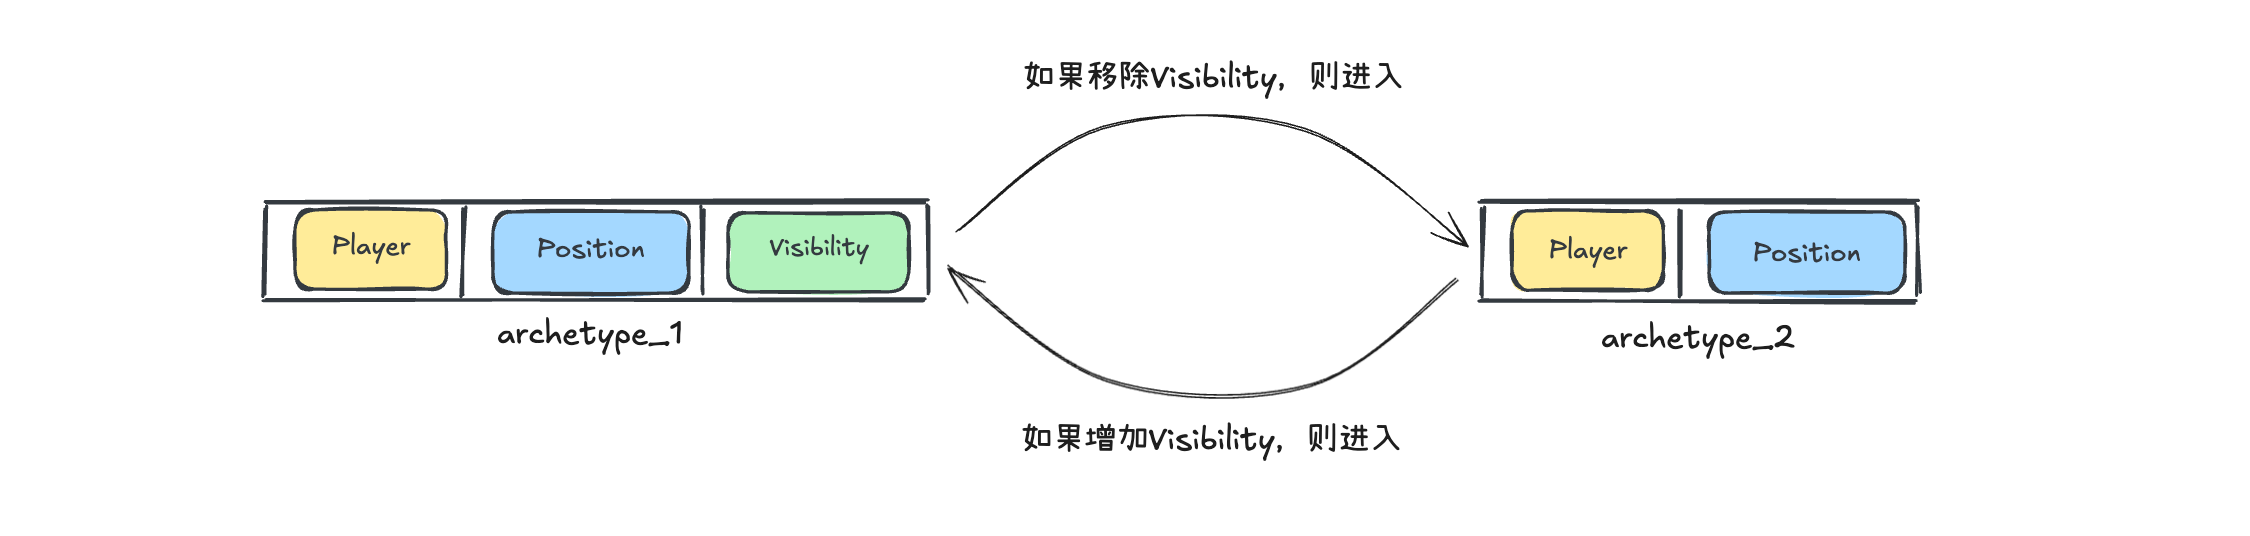 如果移除Visibility，则进入
Player
Position
Visibility
archetype_1
Player
Position
archetype_2
如果增加Visibility，则进入